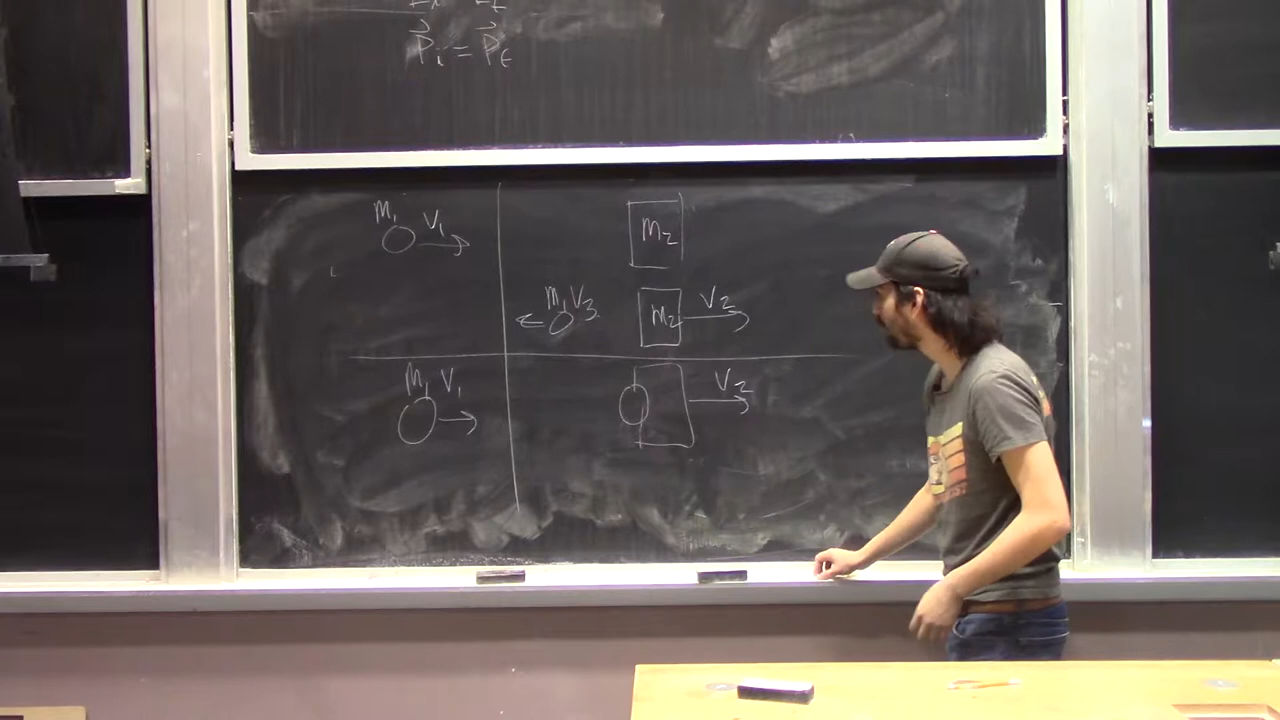 P⃗ᵢ = P⃗f
m₁ v₁ m₂
m₁ v₃ m₂ v₂
m₁ v₁ v₂